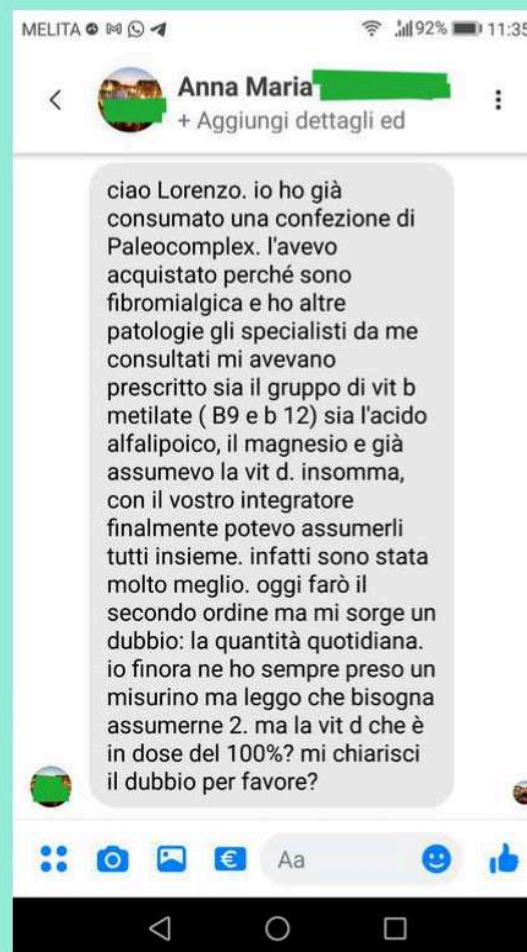 MELITA
92% 11:35
Anna Maria
+ Aggiungi dettagli ed
ciao Lorenzo. io ho già
consumato una confezione di
Paleocomplex. l'avevo
acquistato perché sono
fibromialgica e ho altre
patologie gli specialisti da me
consultati mi avevano
prescritto sia il gruppo di vit b
metilate ( B9 e b 12) sia l'acido
alfalipoico, il magnesio e già
assumevo la vit d. insomma,
con il vostro integratore
finalmente potevo assumerli
tutti insieme. infatti sono stata
molto meglio. oggi farò il
secondo ordine ma mi sorge un
dubbio: la quantità quotidiana.
io finora ne ho sempre preso un
misurino ma leggo che bisogna
assumerne 2. ma la vit d che è
in dose del 100%? mi chiarisci
il dubbio per favore?
Aa